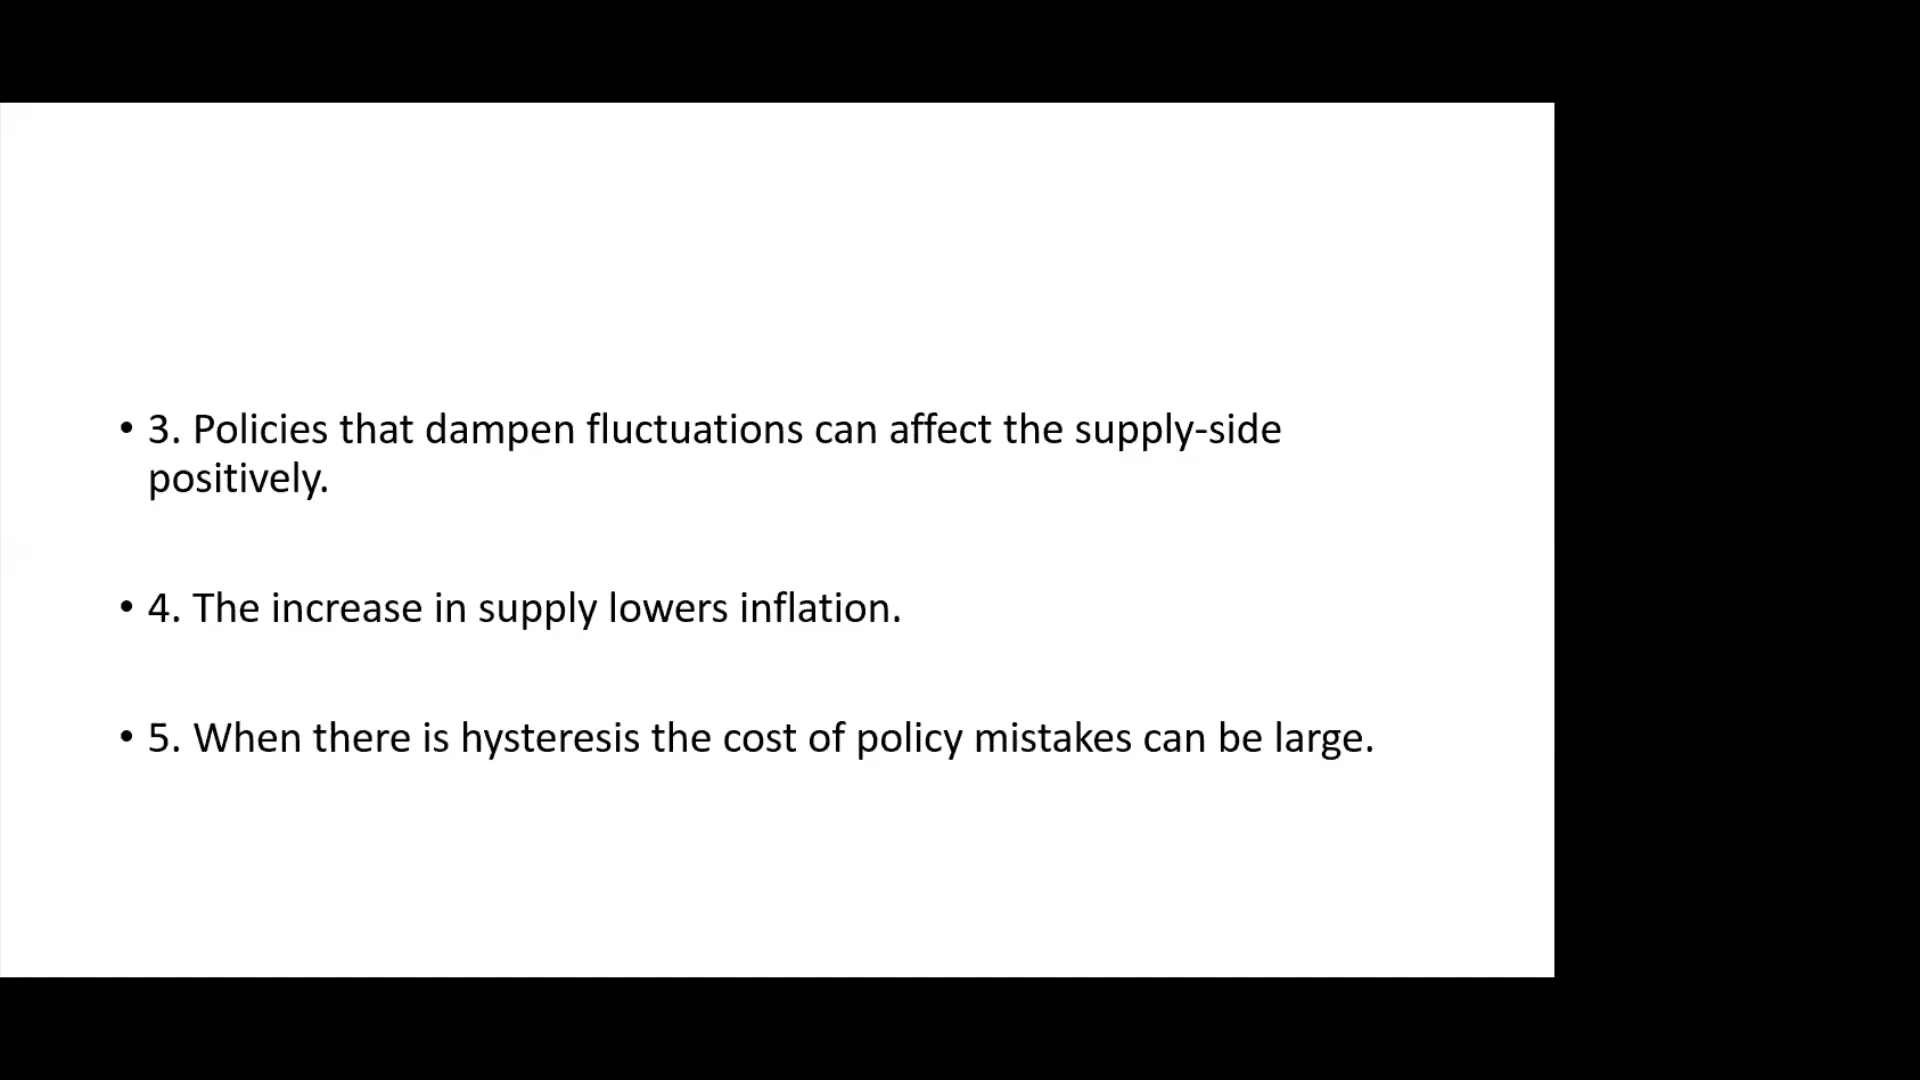 • 3. Policies that dampen fluctuations can affect the supply-side
positively.
• 4. The increase in supply lowers inflation.
• 5. When there is hysteresis the cost of policy mistakes can be large.